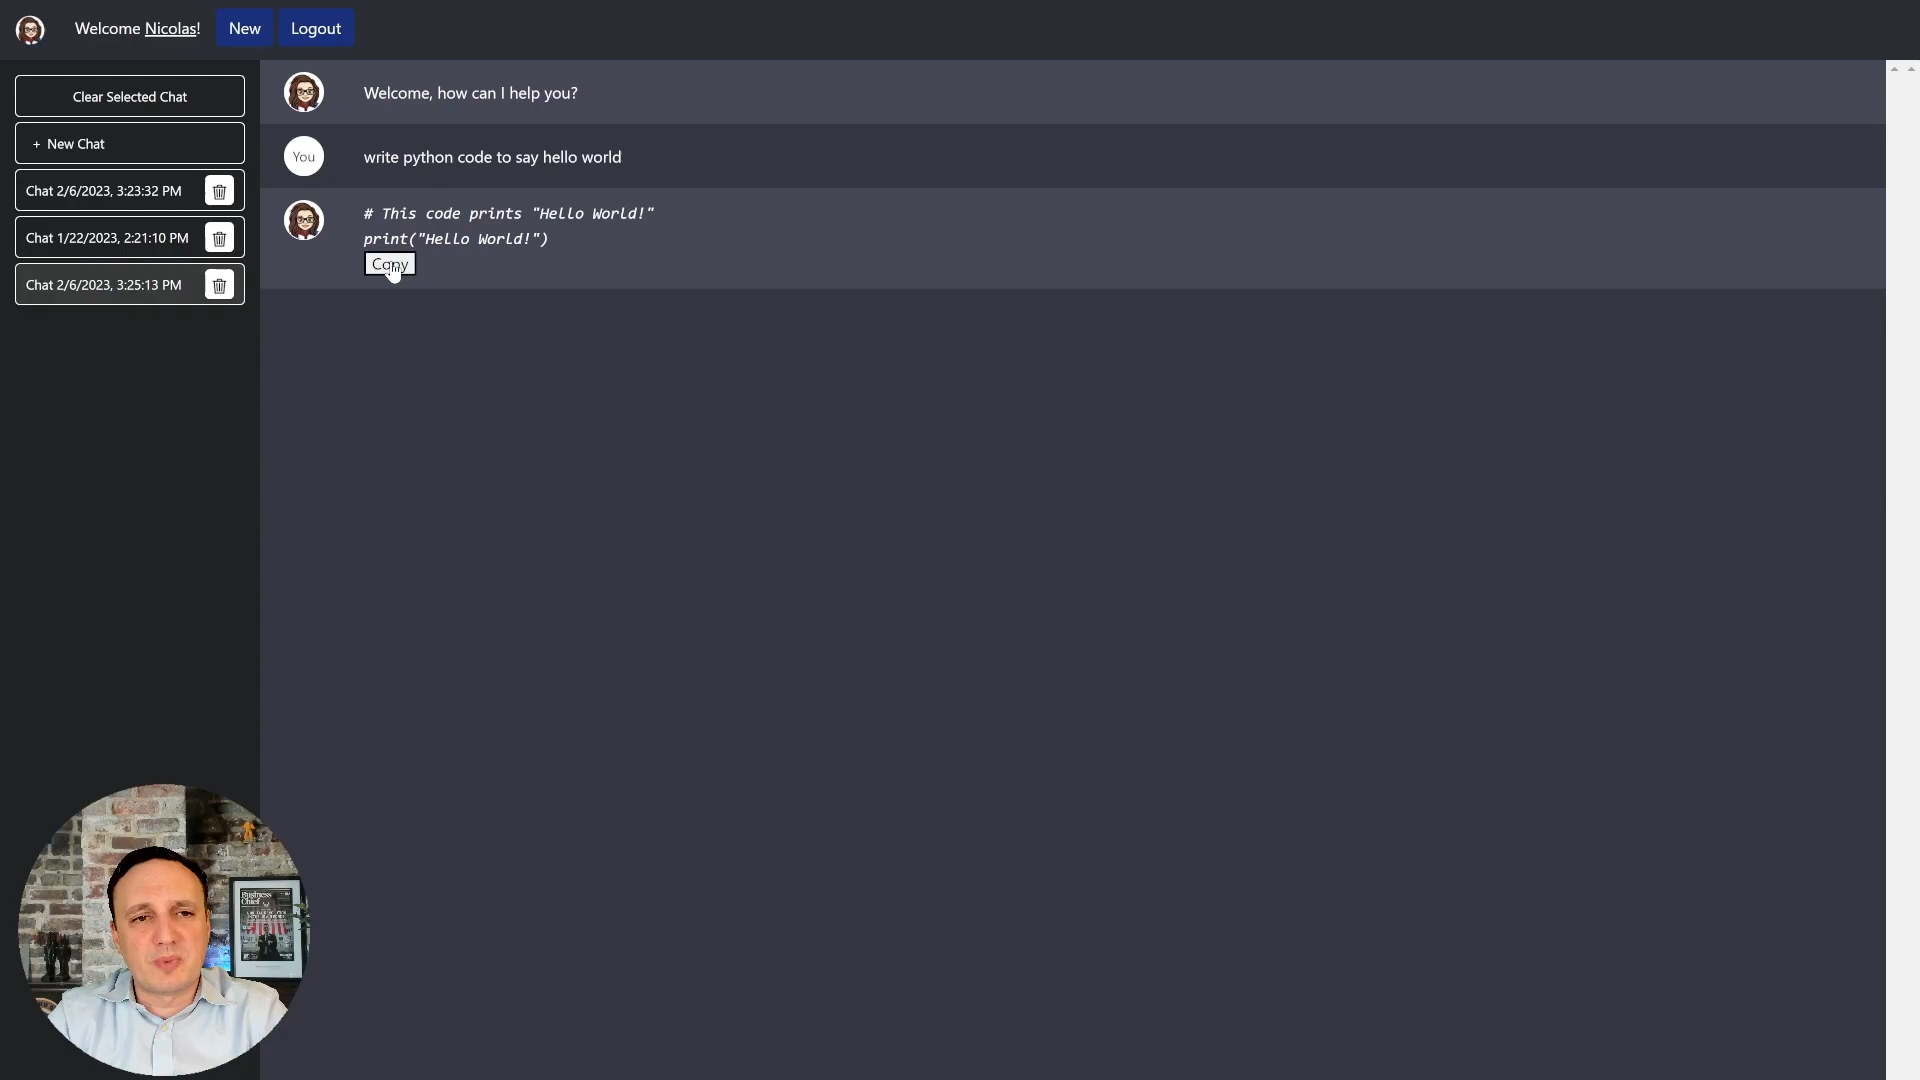 Welcome Nicolas!
New
Logout
Clear Selected Chat
+ New Chat
Chat 2/6/2023, 3:23:32 PM
Chat 1/22/2023, 2:21:10 PM
Chat 2/6/2023, 3:25:13 PM
Welcome, how can I help you?
You
write python code to say hello world
# This code prints "Hello World!"
print("Hello World!")
Copy
Business
Chief